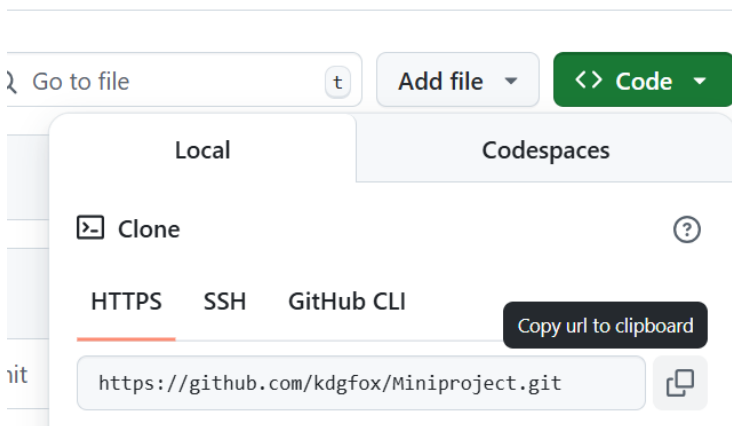 Go to file t Add file <> Code
Local Codespaces
Clone
HTTPS SSH GitHub CLI
Copy url to clipboard
nit https://github.com/kdgfox/Miniproject.git